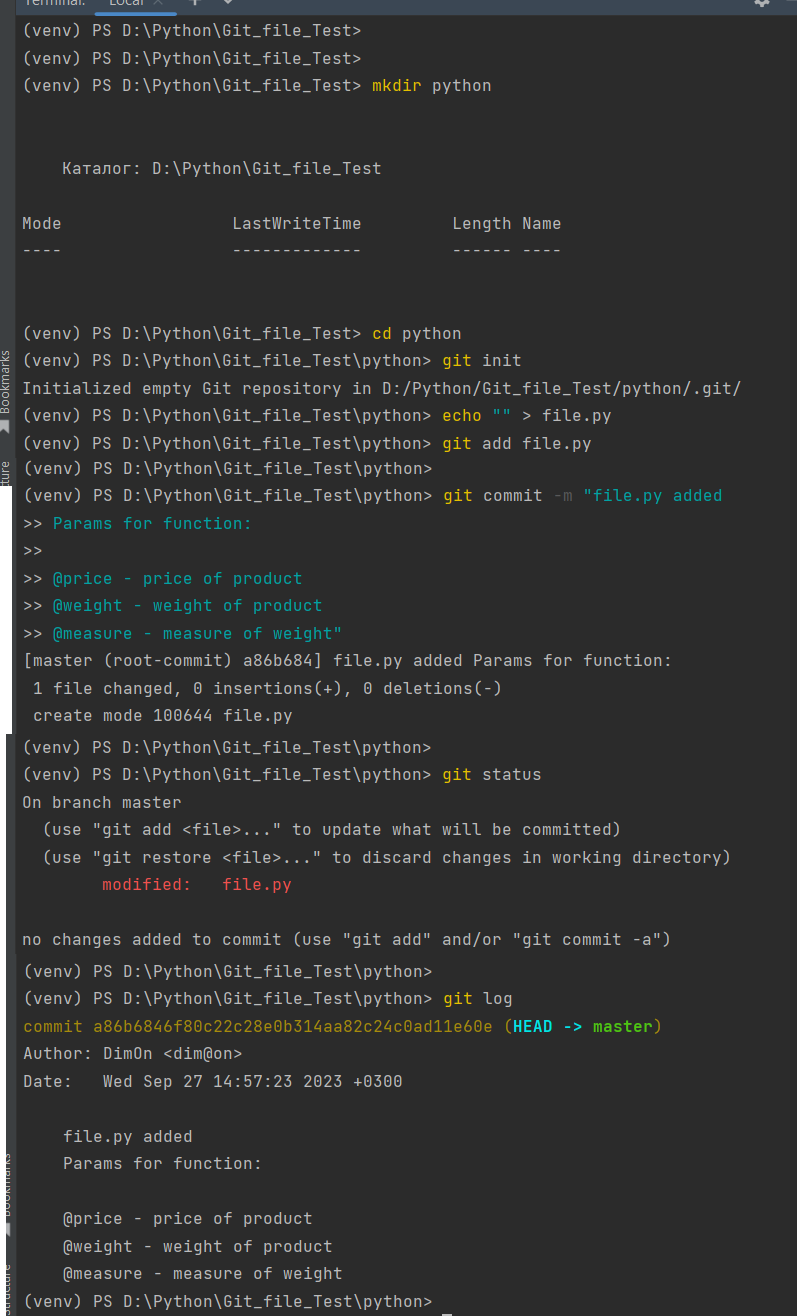 Terminal: Local
(venv) PS D:\Python\Git_file_Test>
(venv) PS D:\Python\Git_file_Test>
(venv) PS D:\Python\Git_file_Test> mkdir python
Каталог: D:\Python\Git_file_Test
Mode LastWriteTime Length Name
---- ------------- ------ ----
(venv) PS D:\Python\Git_file_Test> cd python
(venv) PS D:\Python\Git_file_Test\python> git init
Initialized empty Git repository in D:/Python/Git_file_Test/python/.git/
(venv) PS D:\Python\Git_file_Test\python> echo "" > file.py
(venv) PS D:\Python\Git_file_Test\python> git add file.py
(venv) PS D:\Python\Git_file_Test\python>
(venv) PS D:\Python\Git_file_Test\python> git commit -m "file.py added
>> Params for function:
>>
>> @price - price of product
>> @weight - weight of product
>> @measure - measure of weight"
[master (root-commit) a86b684] file.py added Params for function:
1 file changed, 0 insertions(+), 0 deletions(-)
create mode 100644 file.py
(venv) PS D:\Python\Git_file_Test\python>
(venv) PS D:\Python\Git_file_Test\python> git status
On branch master
(use "git add <file>..." to update what will be committed)
(use "git restore <file>..." to discard changes in working directory)
modified: file.py
no changes added to commit (use "git add" and/or "git commit -a")
(venv) PS D:\Python\Git_file_Test\python>
(venv) PS D:\Python\Git_file_Test\python> git log
commit a86b6846f80c22c28e0b314aa82c24c0ad11e60e (HEAD -> master)
Author: DimOn <dim@on>
Date: Wed Sep 27 14:57:23 2023 +0300
file.py added
Params for function:
@price - price of product
@weight - weight of product
@measure - measure of weight
(venv) PS D:\Python\Git_file_Test\python>
Bookmarks
ture
Bookmarks
Structure